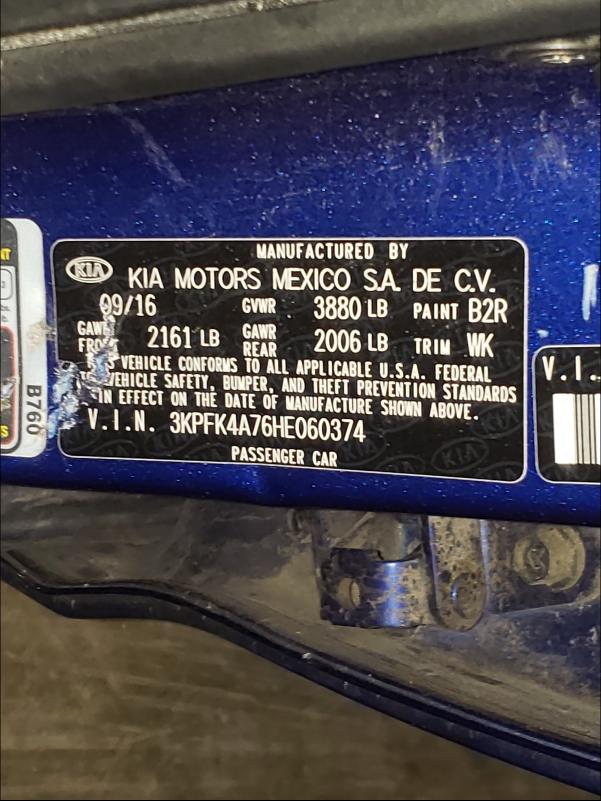 MANUFACTURED BY
KIA KIA MOTORS MEXICO S.A. DE C.V.
09/16 GVWR 3880 LB PAINT B2R
GAWR FRONT 2161 LB GAWR REAR 2006 LB TRIM WK
VEHICLE CONFORMS TO ALL APPLICABLE U.S.A. FEDERAL
VEHICLE SAFETY, BUMPER, AND THEFT PREVENTION STANDARDS
IN EFFECT ON THE DATE OF MANUFACTURE SHOWN ABOVE.
V.I.N. 3KPFK4A76HE060374
PASSENGER CAR
B760
V.I.